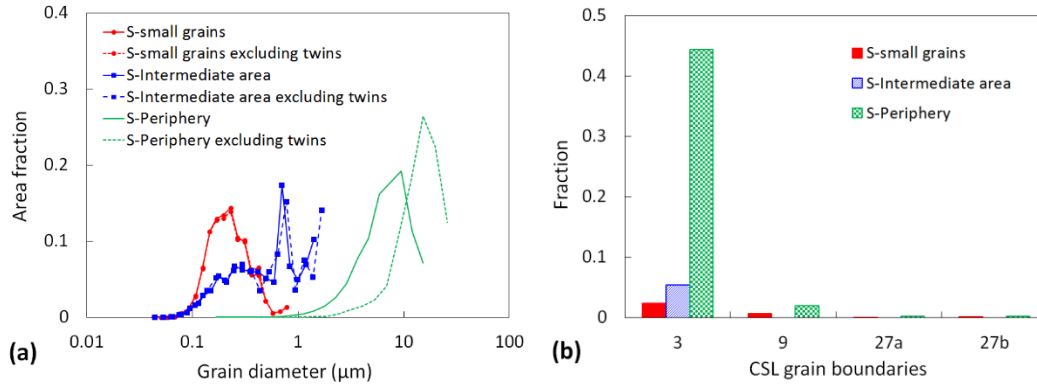 0.4
0.3
0.2
0.1
0
Area fraction
S-small grains
S-small grains excluding twins
S-Intermediate area
S-Intermediate area excluding twins
S-Periphery
S-Periphery excluding twins
0.01 0.1 1 10 100
Grain diameter (μm)
(a)
0.5
0.4
0.3
0.2
0.1
0
Fraction
S-small grains
S-Intermediate area
S-Periphery
3 9 27a 27b
CSL grain boundaries
(b)